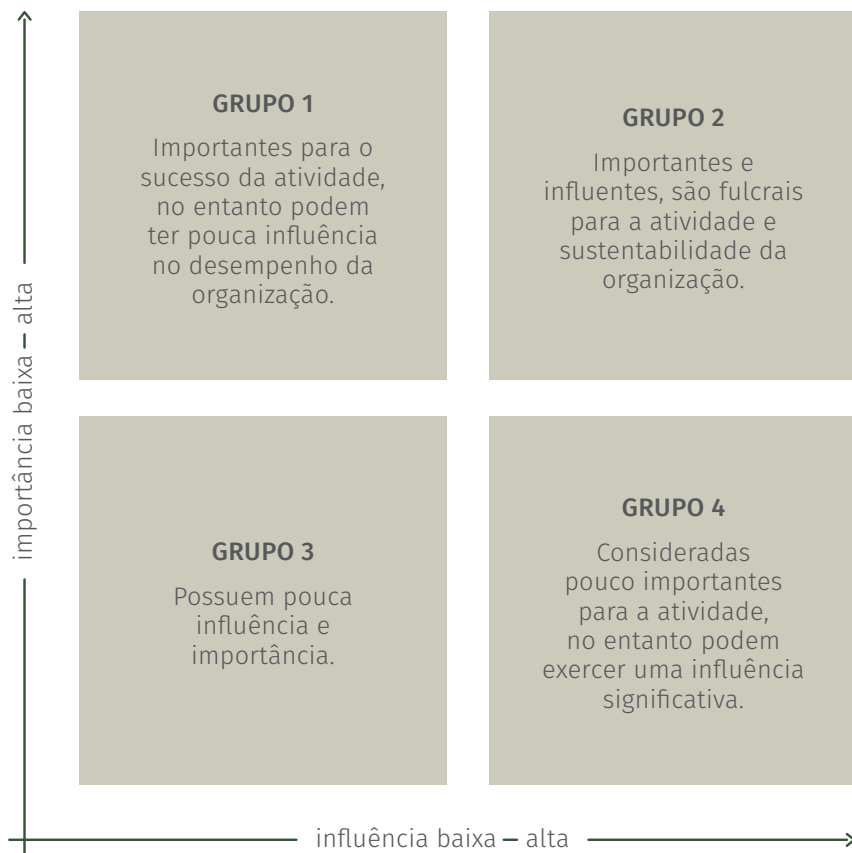 GRUPO 1
Importantes para o
sucesso da atividade,
no entanto podem
ter pouca influência
no desempenho da
organização.
GRUPO 2
Importantes e
influentes, são fulcrais
para a atividade e
sustentabilidade da
organização.
importância baixa – alta
GRUPO 3
Possuem pouca
influência e
importância.
GRUPO 4
Consideradas
pouco importantes
para a atividade,
no entanto podem
exercer uma influência
significativa.
influência baixa – alta